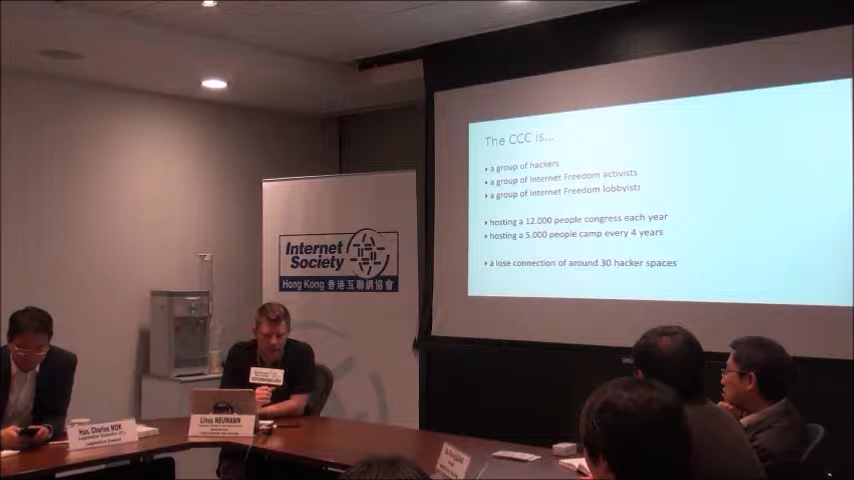 The CCC is...
a group of hackers
a group of Internet Freedom activists
a group of Internet Freedom lobbyists
hosting a 12.000 people congress each year
hosting a 5.000 people camp every 4 years
a lose connection of around 30 hacker spaces
Internet
Society
Hong Kong 香港互聯網協會
Hon. Charles MOK
Legislative Council
Linus NEUMANN